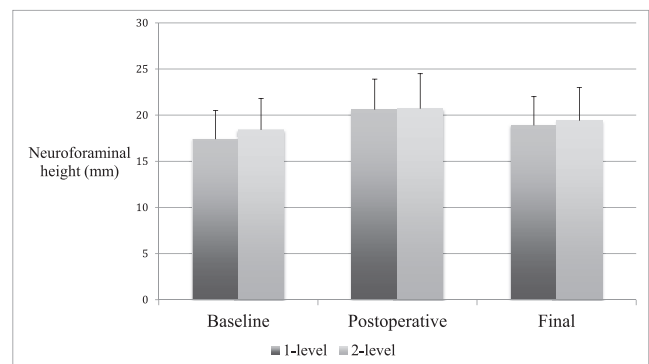 30
25
20
15
10
5
0
Neuroforaminal
height (mm)
Baseline Postoperative Final
1-level 2-level